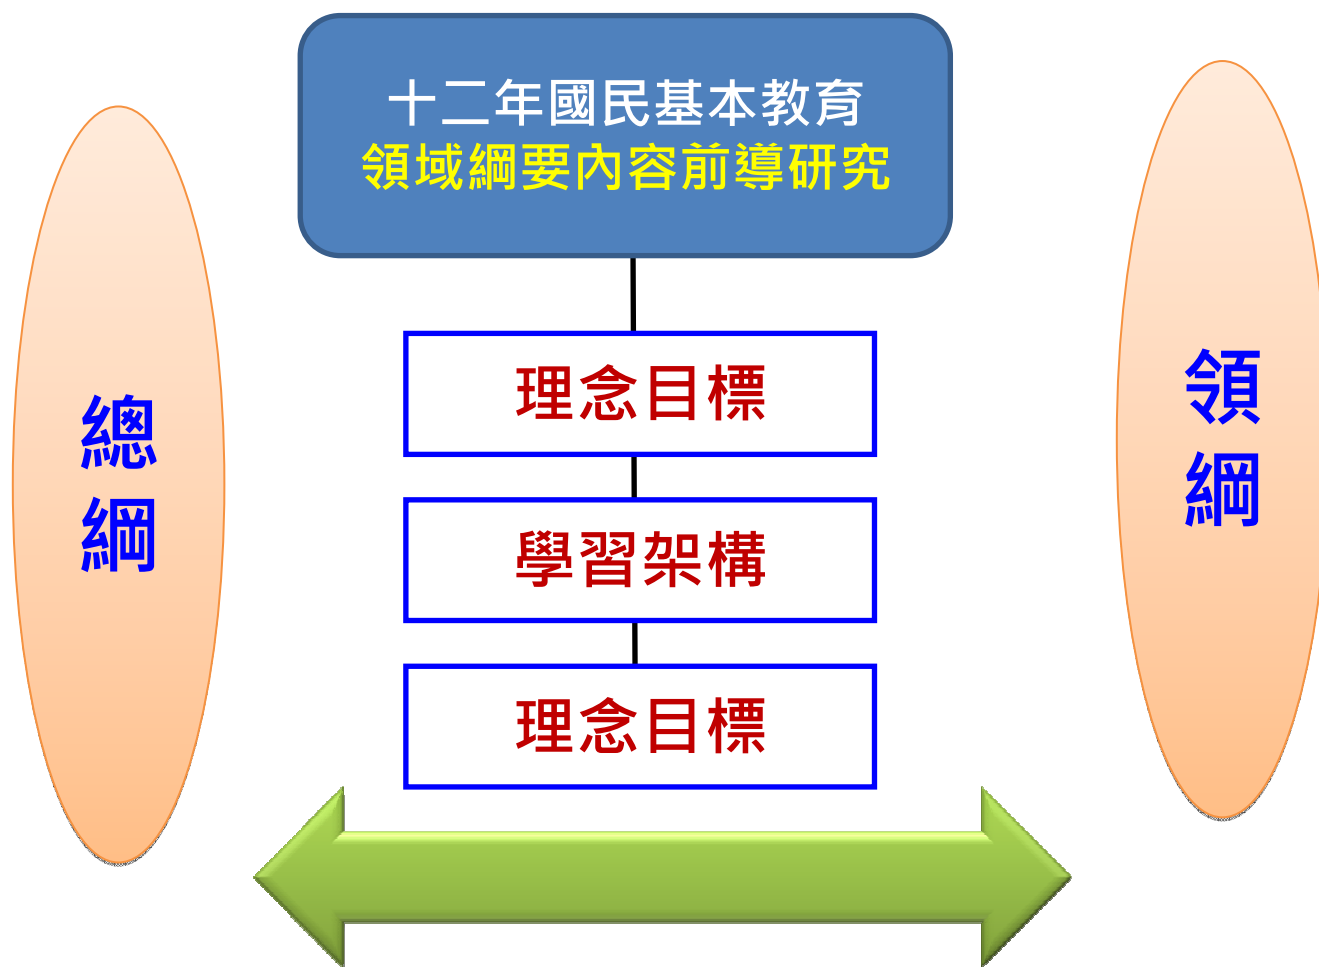 十二年國民基本教育
領域綱要內容前導研究
總
綱
理念目標
學習架構
理念目標
領
綱